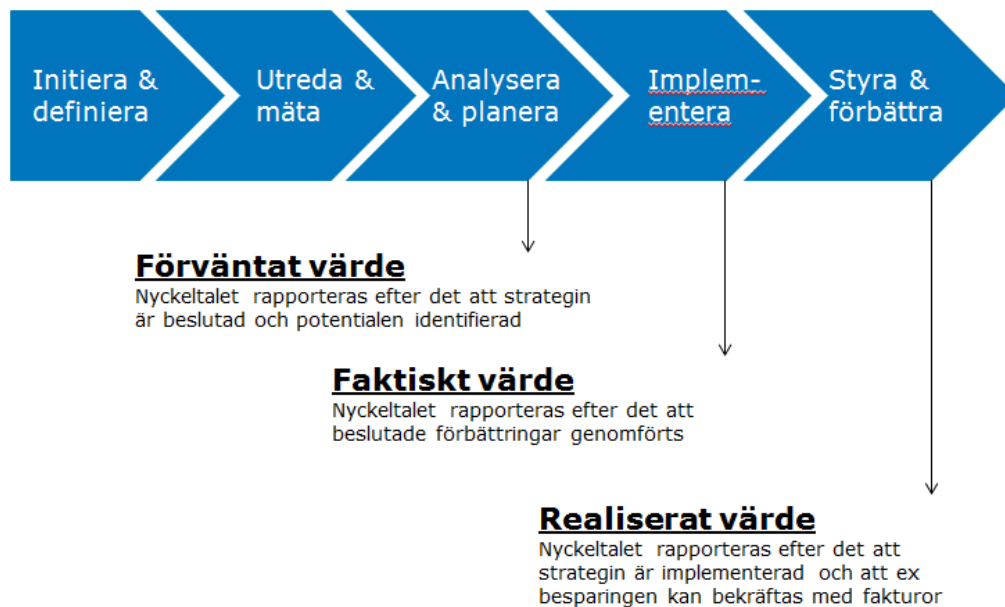 Initiera &
definiera
Utreda &
mäta
Analysera
& planera
Implem-
entera
Styra &
förbättra
Förväntat värde
Nyckeltalet rapporteras efter det att strategin
är beslutad och potentialen identifierad
Faktiskt värde
Nyckeltalet rapporteras efter det att
beslutade förbättringar genomförts
Realiserat värde
Nyckeltalet rapporteras efter det att
strategin är implementerad och att ex
besparingen kan bekräftas med fakturor